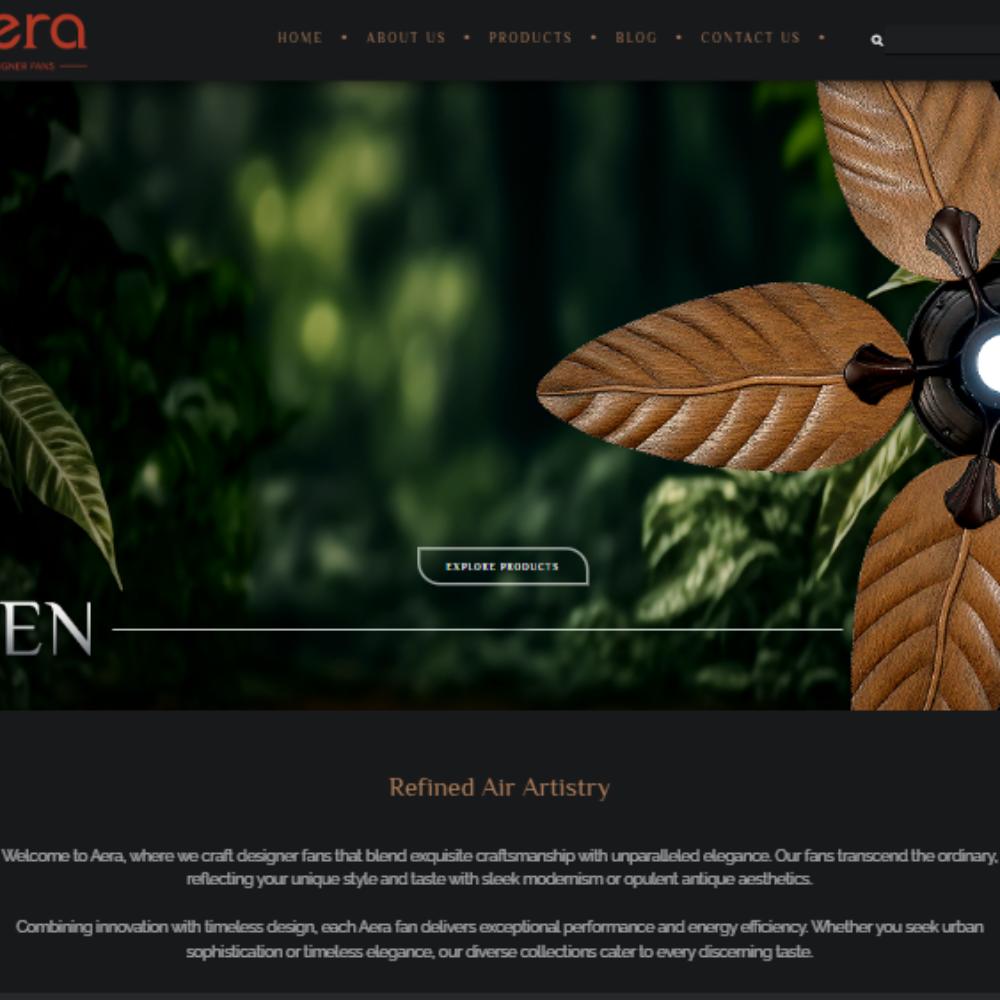 era
HOME • ABOUT US • PRODUCTS • BLOG • CONTACT US •
GNER FANS
EXPLORE PRODUCTS
EN
Refined Air Artistry
Welcome to Aera, where we craft designer fans that blend exquisite craftsmanship with unparalleled elegance. Our fans transcend the ordinary,
reflecting your unique style and taste with sleek modernism or opulent antique aesthetics.
Combining innovation with timeless design, each Aera fan delivers exceptional performance and energy efficiency. Whether you seek urban
sophistication or timeless elegance, our diverse collections cater to every discerning taste.